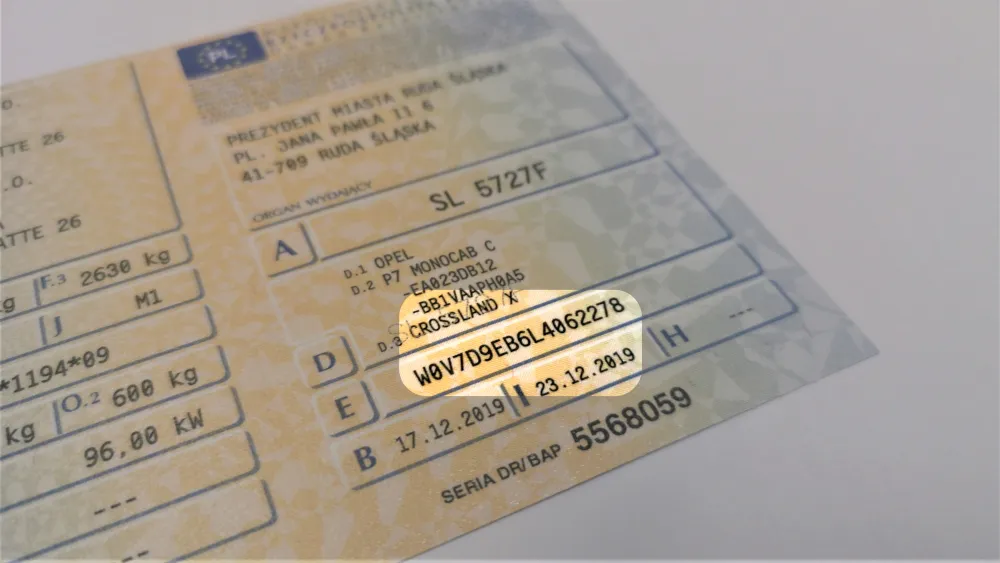 O.
TTE 26
.O.
A
ATTE 26
kg F.3 2630 kg
J M1
*1194*09
kg O.2 600 kg
96,00 kW
---
--
PL
PREZYDENT MIASTA RUDA ŚLĄSKA
PL. JANA PAWŁA II 6
41-709 RUDA ŚLĄSKA
ORGAN WYDAJĄCY
A SL 5727F
D.1 OPEL
D.2 P7 MONOCAB C
-EA023DB12
-BB1VAAPH0A5
D D.3 CROSSLAND X
E W0V7D9EB6L4062278
B 17.12.2019 I 23.12.2019 H ---
SERIA DR/BAP 5568059